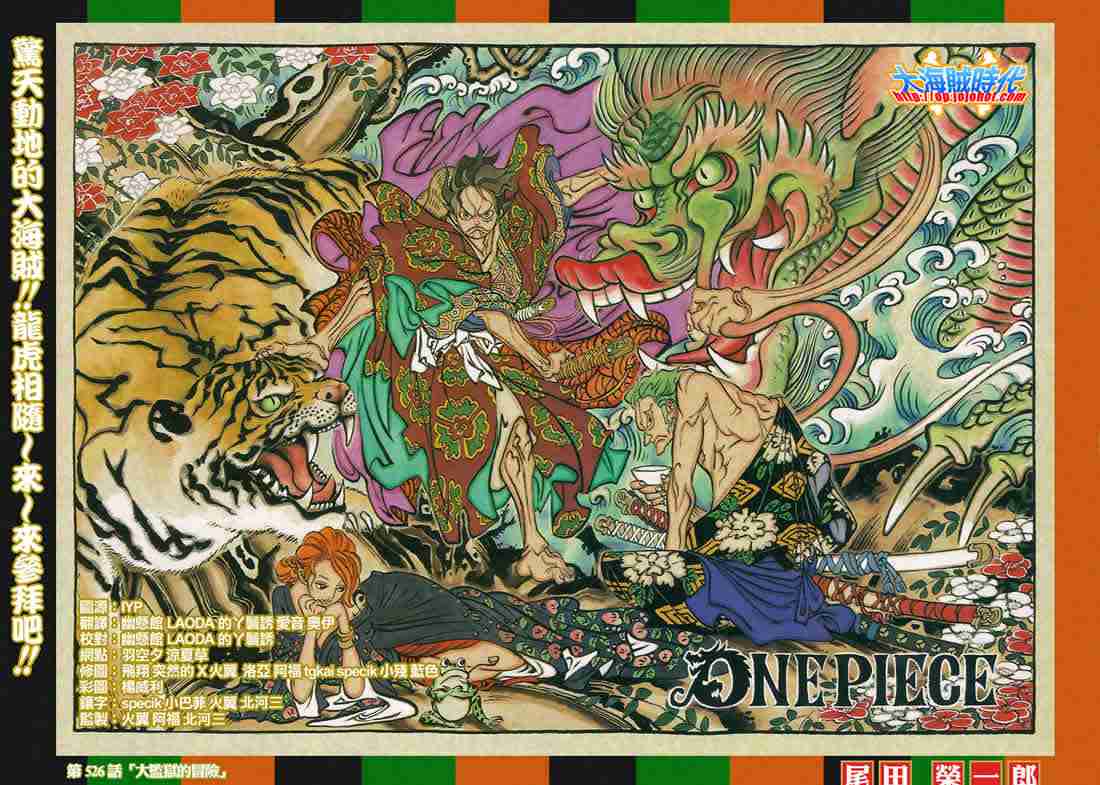 驚天動地的大海賊!!龍虎相隨~來~來參拜吧!!
大海賊時代
http://op.jojohot.com
圖源：IYP
翻譯：幽懸館 LAODA 的丫鬟誘 愛音 奧伊
校對：幽懸館 LAODA 的丫鬟誘
網點：羽空夕 涼夏草
修圖：飛翔 突然的 X 火翼 洛亞 阿福 tgkai specik 小殘 藍色
彩圖：楊威利
鑲字：specik 小巴菲 火翼 北河三
監製：火翼 阿福 北河三
ONE PIECE
第 526 話『大監獄的冒險』
尾田 榮一郎